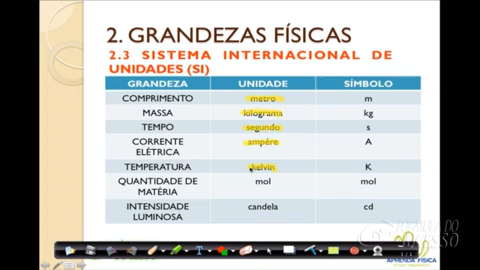 2. GRANDEZAS FÍSICAS
2.3 SISTEMA INTERNACIONAL DE
UNIDADES (SI)
GRANDEZA UNIDADE SÍMBOLO
COMPRIMENTO metro m
MASSA kilograma kg
TEMPO segundo s
CORRENTE ELÉTRICA ampére A
TEMPERATURA kelvin K
QUANTIDADE DE MATÉRIA mol mol
INTENSIDADE LUMINOSA candela cd
APRENDA FÍSICA